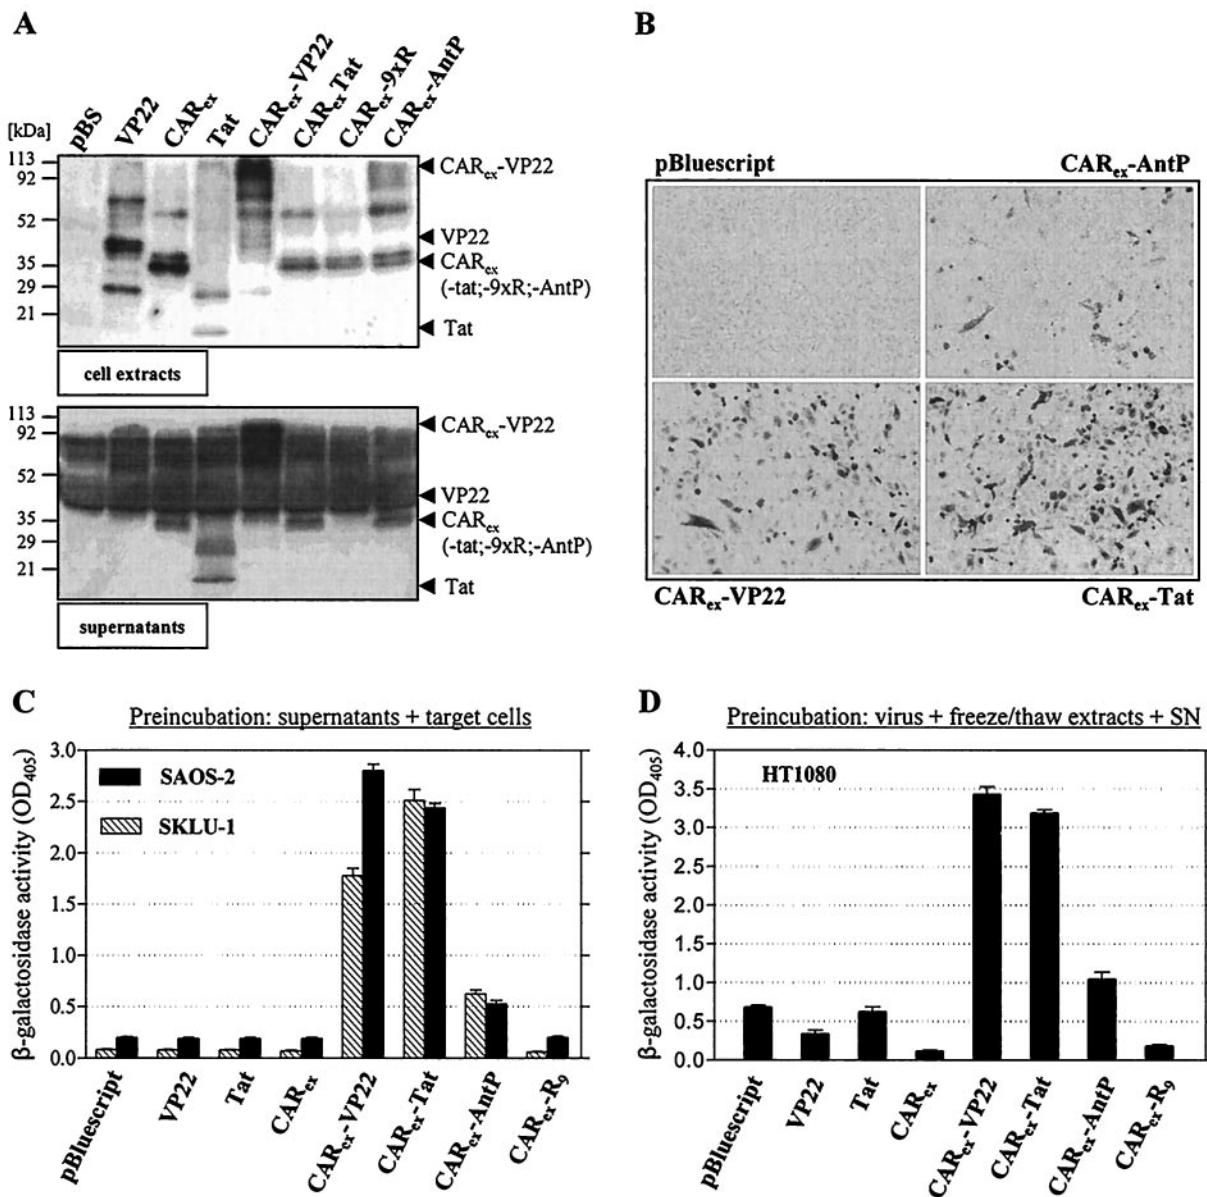 A
pBS
VP22
CARex
Tat
CARex-VP22
CARex-Tat
CARex-9xR
CARex-AntP
[kDa]
113
92
52
35
29
21
CARex-VP22
VP22
CARex
(-tat;-9xR;-AntP)
Tat
cell extracts
113
92
52
35
29
21
CARex-VP22
VP22
CARex
(-tat;-9xR;-AntP)
Tat
supernatants
B
pBluescript CARex-AntP
CARex-VP22 CARex-Tat
C
Preincubation: supernatants + target cells
β-galactosidase activity (OD405)
3.0
2.5
2.0
1.5
1.0
0.5
0.0
SAOS-2
SKLU-1
pBluescript
VP22
Tat
CARex
CARex-VP22
CARex-Tat
CARex-AntP
CARex-R9
D
Preincubation: virus + freeze/thaw extracts + SN
β-galactosidase activity (OD405)
4.0
3.5
3.0
2.5
2.0
1.5
1.0
0.5
0.0
HT1080
pBluescript
VP22
Tat
CARex
CARex-VP22
CARex-Tat
CARex-AntP
CARex-R9